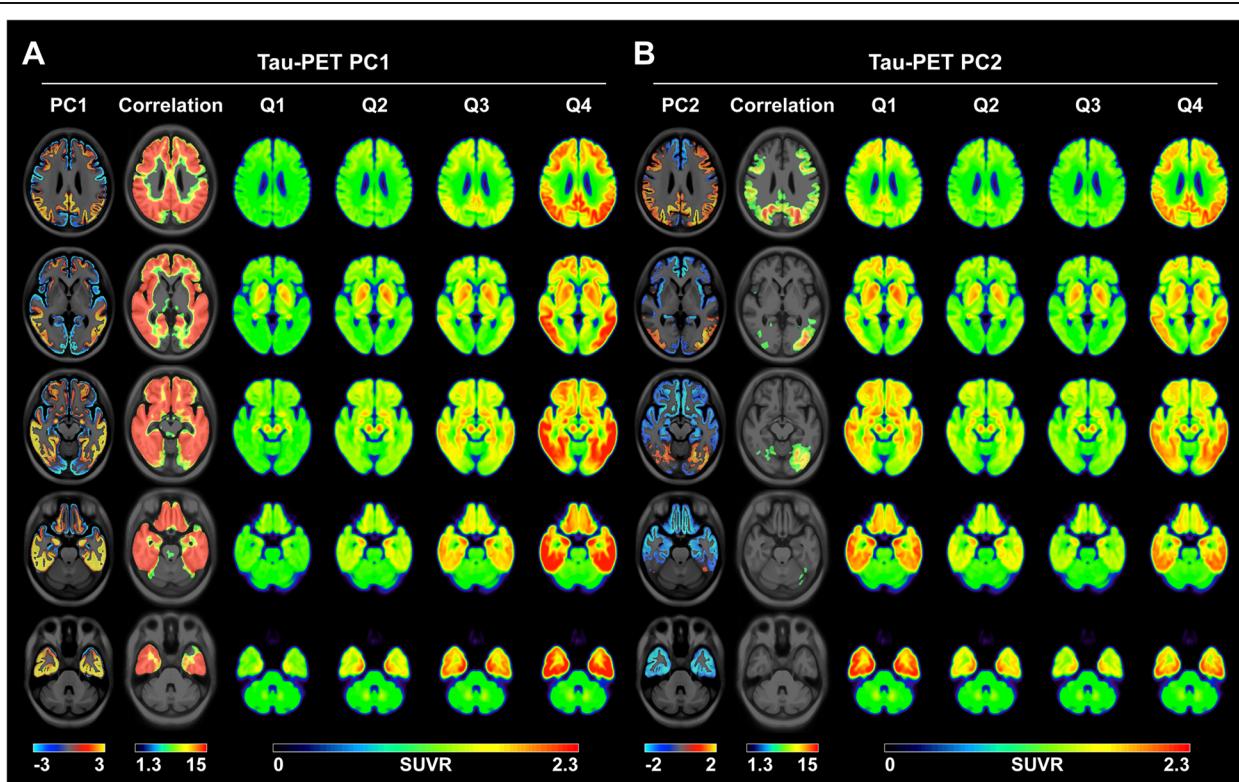 A B
Tau-PET PC1 Tau-PET PC2
PC1 Correlation Q1 Q2 Q3 Q4 PC2 Correlation Q1 Q2 Q3 Q4
-3 3 1.3 15 0 SUVR 2.3 -2 2 1.3 15 0 SUVR 2.3